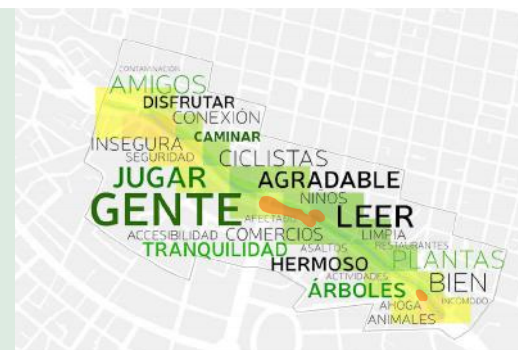 CONTAMINACIÓN
AMIGOS
DISFRUTAR
CONEXIÓN
CAMINAR
INSEGURA
SEGURIDAD
CICLISTAS
JUGAR
AGRADABLE
NIÑOS
GENTE
AFECTADO
LEER
ACCESIBILIDAD
COMERCIOS
LIMPIA
TRANQUILIDAD
ASALTOS
RESTAURANTES
HERMOSO
PLANTAS
ACTIVIDADES
ÁRBOLES
BIEN
AHOGA
INCOMODO
ANIMALES